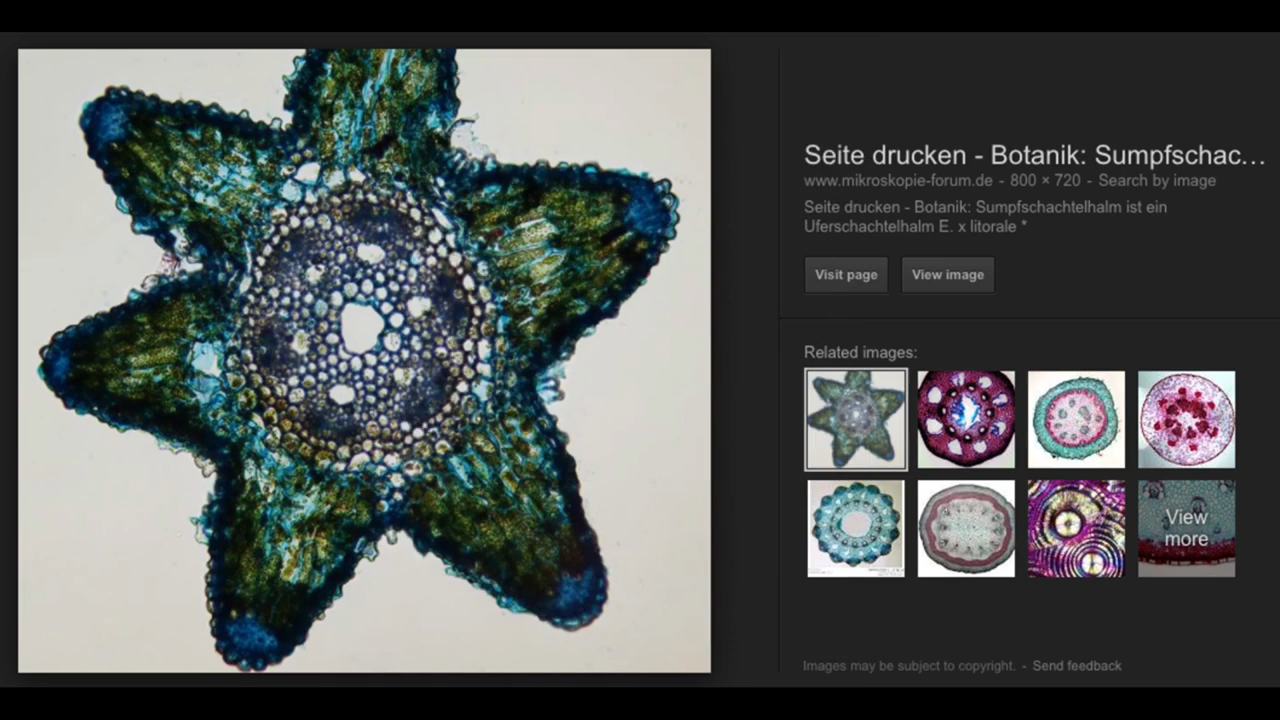 Seite drucken - Botanik: Sumpfschac...
www.mikroskopie-forum.de - 800 × 720 - Search by image
Seite drucken - Botanik: Sumpfschachtelhalm ist ein
Uferschachtelhalm E. x litorale *
Visit page
View image
Related images:
View
more
Images may be subject to copyright. - Send feedback